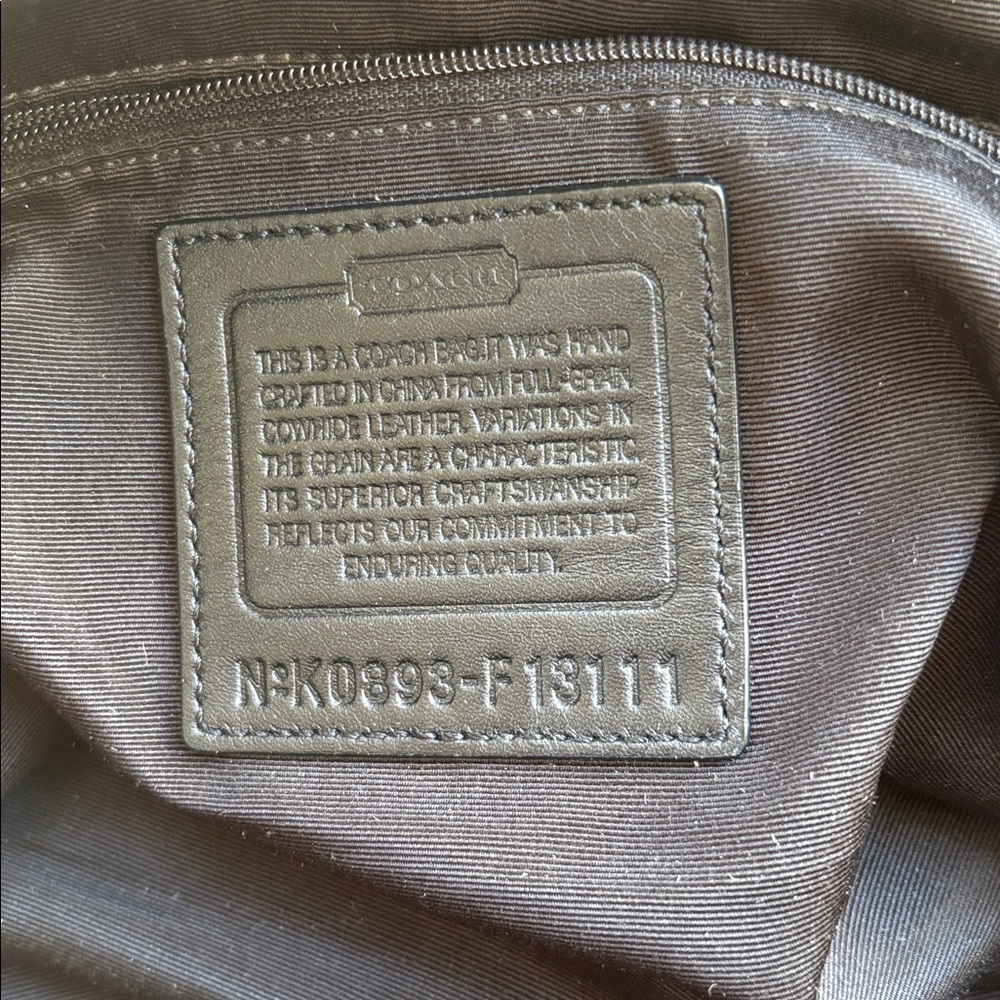 COACH
THIS IS A COACH BAG.IT WAS HAND
CRAFTED IN CHINA FROM FULL-GRAIN
COWHIDE LEATHER. VARIATIONS IN
THE GRAIN ARE A CHARACTERISTIC.
ITS SUPERIOR CRAFTSMANSHIP
REFLECTS OUR COMMITMENT TO
ENDURING QUALITY.
NºK0893-F13111